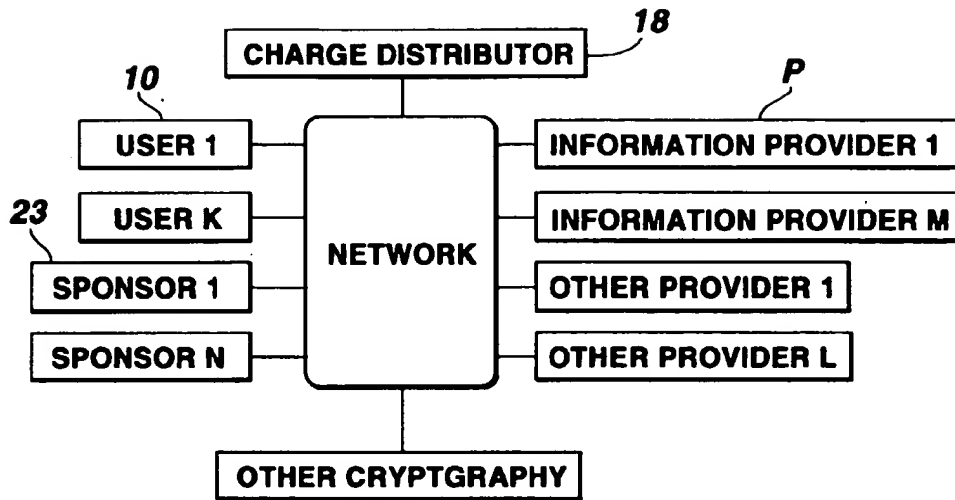 18
CHARGE DISTRIBUTOR
10
P
USER 1
INFORMATION PROVIDER 1
23
USER K
INFORMATION PROVIDER M
NETWORK
SPONSOR 1
OTHER PROVIDER 1
SPONSOR N
OTHER PROVIDER L
OTHER CRYPTGRAPHY